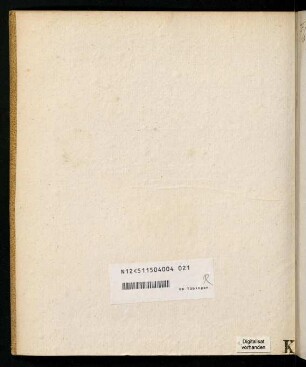 N12<511504004 021
UB Tübingen
R
Digitalisat
vorhanden
K